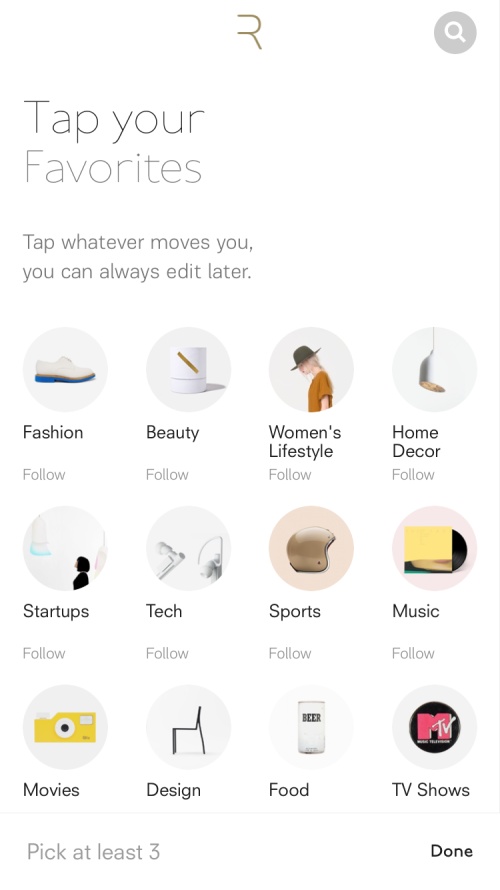 R
Tap your
Favorites
Tap whatever moves you,
you can always edit later.
Fashion
Beauty
Women's
Lifestyle
Home
Decor
Follow
Follow
Follow
Follow
Startups
Tech
Sports
Music
Follow
Follow
Follow
Follow
BEER
MTV
MUSIC TELEVISION
Movies
Design
Food
TV Shows
Pick at least 3
Done